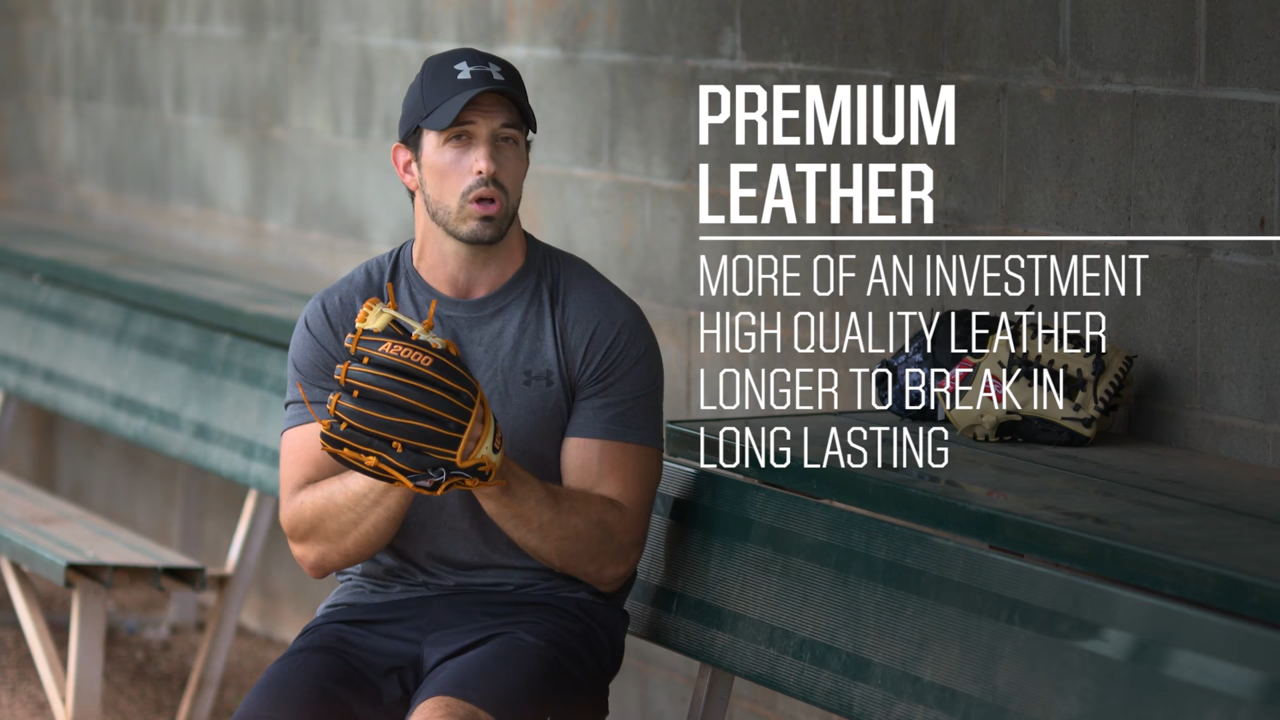 PREMIUM
LEATHER
MORE OF AN INVESTMENT
HIGH QUALITY LEATHER
LONGER TO BREAK IN
LONG LASTING
A2000